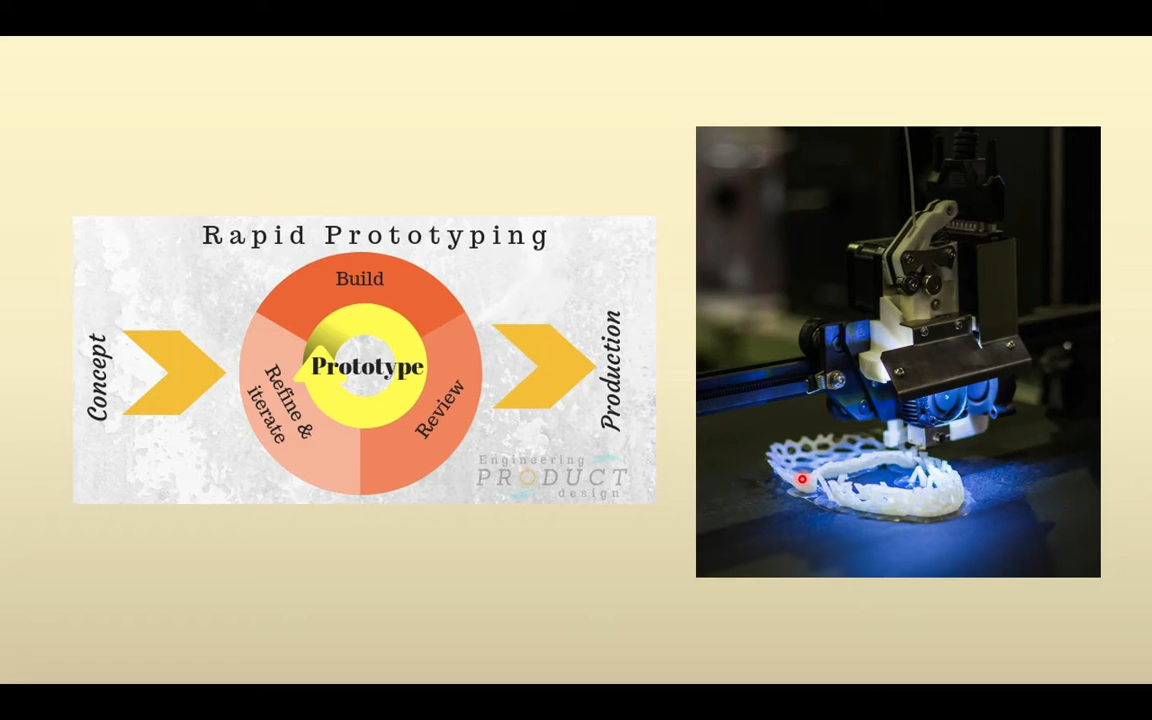 Rapid Prototyping
Concept
Build
Prototype
Refine &
iterate
Review
Production
Engineering
PRODUCT
design